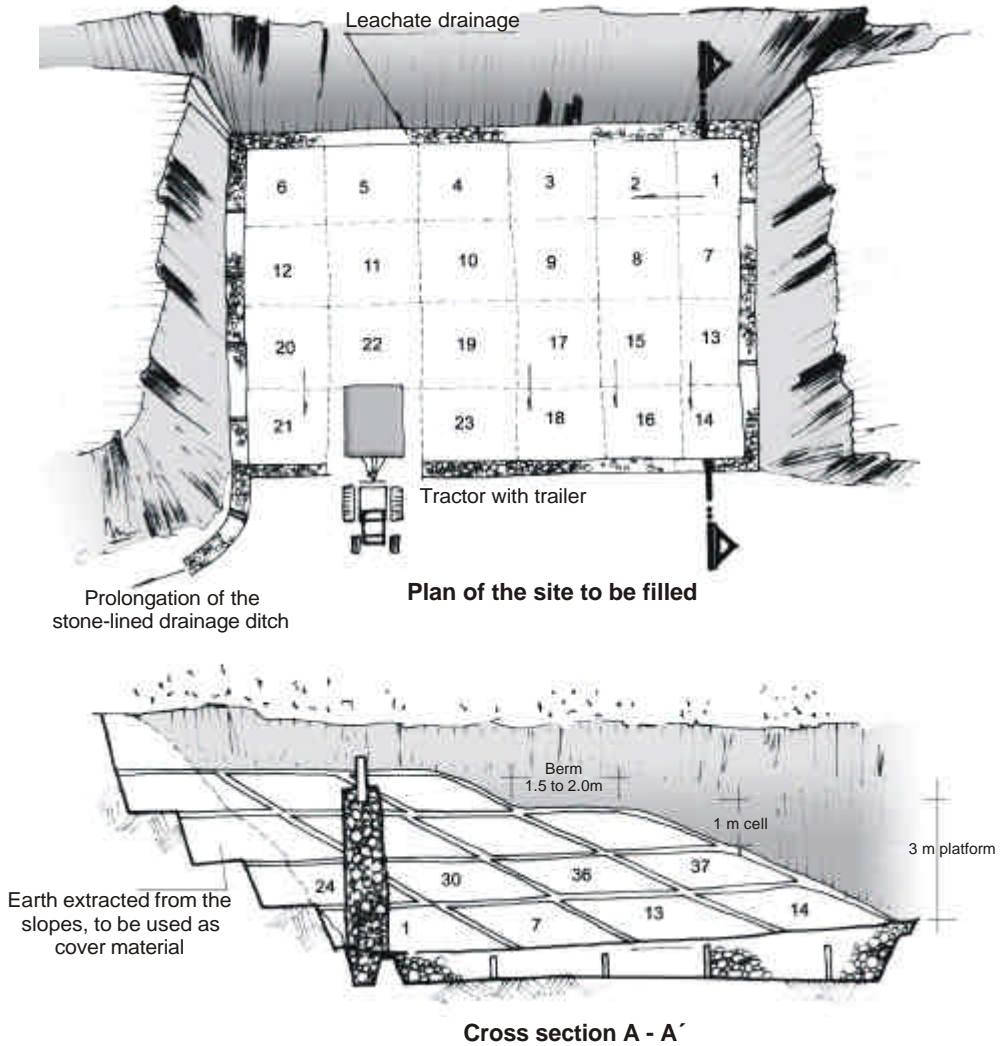 Leachate drainage
6 5 4 3 2 1
12 11 10 9 8 7
20 22 19 17 15 13
21 23 18 16 14
Tractor with trailer
Plan of the site to be filled
Prolongation of the
stone-lined drainage ditch
Berm
1.5 to 2.0m
1 m cell
3 m platform
24 30 36 37
Earth extracted from the
slopes, to be used as
cover material
1 7 13 14
Cross section A - A´